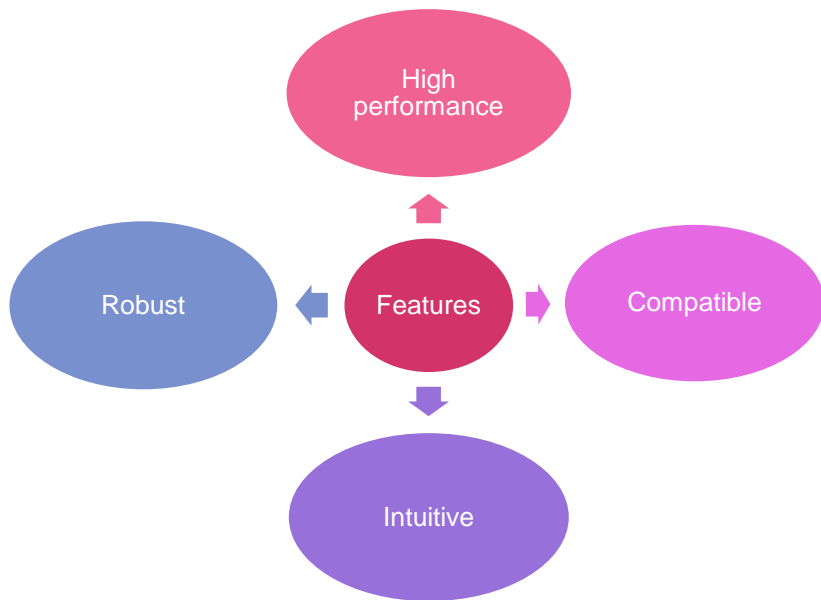 High
performance
Robust
Features
Compatible
Intuitive